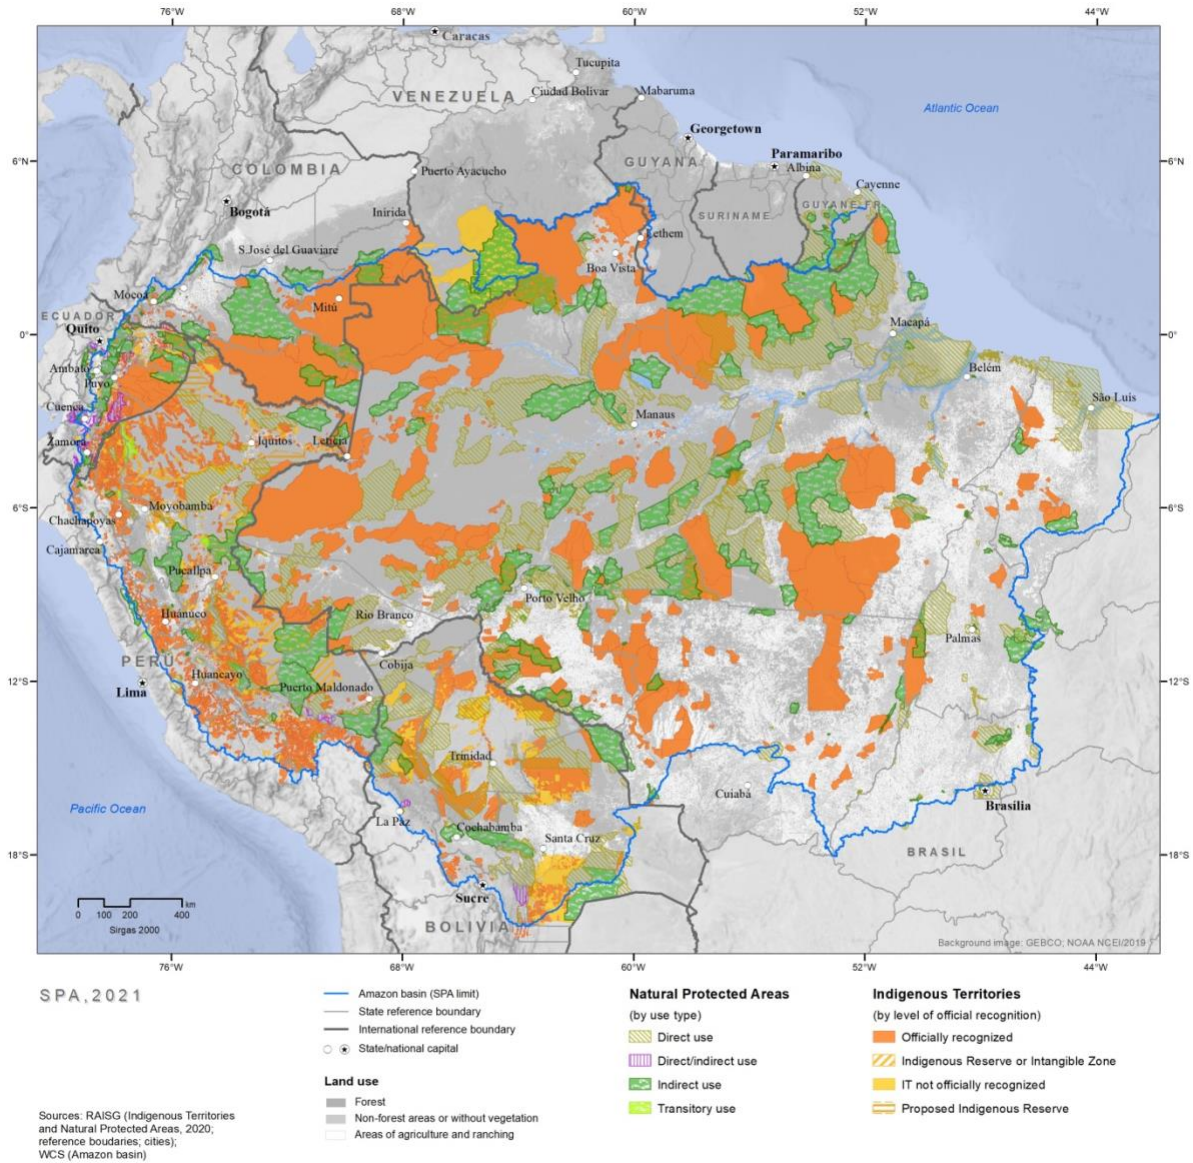 76°W 68°W 60°W 52°W 44°W
Caracas
Tucupita
VENEZUELA
Ciudad Bolívar
Mabaruma
Atlantic Ocean
Georgetown
6°N
Paramaribo
6°N
COLOMBIA
GUYANA
Albina
Puerto Ayacucho
Cayenne
Bogotá
Inirida
SURINAME
GUYANE FR.
Lethem
S.José del Guaviare
Boa Vista
Mocoa
Mitú
ECUADOR
Macapá
Quito
0°
0°
Ambato
Belém
Puyo
Cuenca
Manaus
São Luis
Zamora
Iquitos
Leticia
6°S
Moyobamba
6°S
Chachapoyas
Cajamarca
Pucallpa
Porto Velho
Huánuco
Rio Branco
Palmas
PERÚ
Cobija
12°S
Huancayo
Puerto Maldonado
12°S
Lima
Trinidad
Pacific Ocean
Cuiabá
Brasília
La Paz
Cochabamba
Santa Cruz
18°S
BRASIL
18°S
Sucre
0 100 200 400 km
Sirgas 2000
BOLIVIA
Background image: GEBCO; NOAA NCEI/2019
76°W 68°W 60°W 52°W 44°W
SPA,2021
Amazon basin (SPA limit)
State reference boundary
International reference boundary
State/national capital
Land use
Forest
Non-forest areas or without vegetation
Areas of agriculture and ranching
Natural Protected Areas
(by use type)
Direct use
Direct/indirect use
Indirect use
Transitory use
Indigenous Territories
(by level of official recognition)
Officially recognized
Indigenous Reserve or Intangible Zone
IT not officially recognized
Proposed Indigenous Reserve
Sources: RAISG (Indigenous Territories
and Natural Protected Areas, 2020;
reference boudaries; cities);
WCS (Amazon basin)